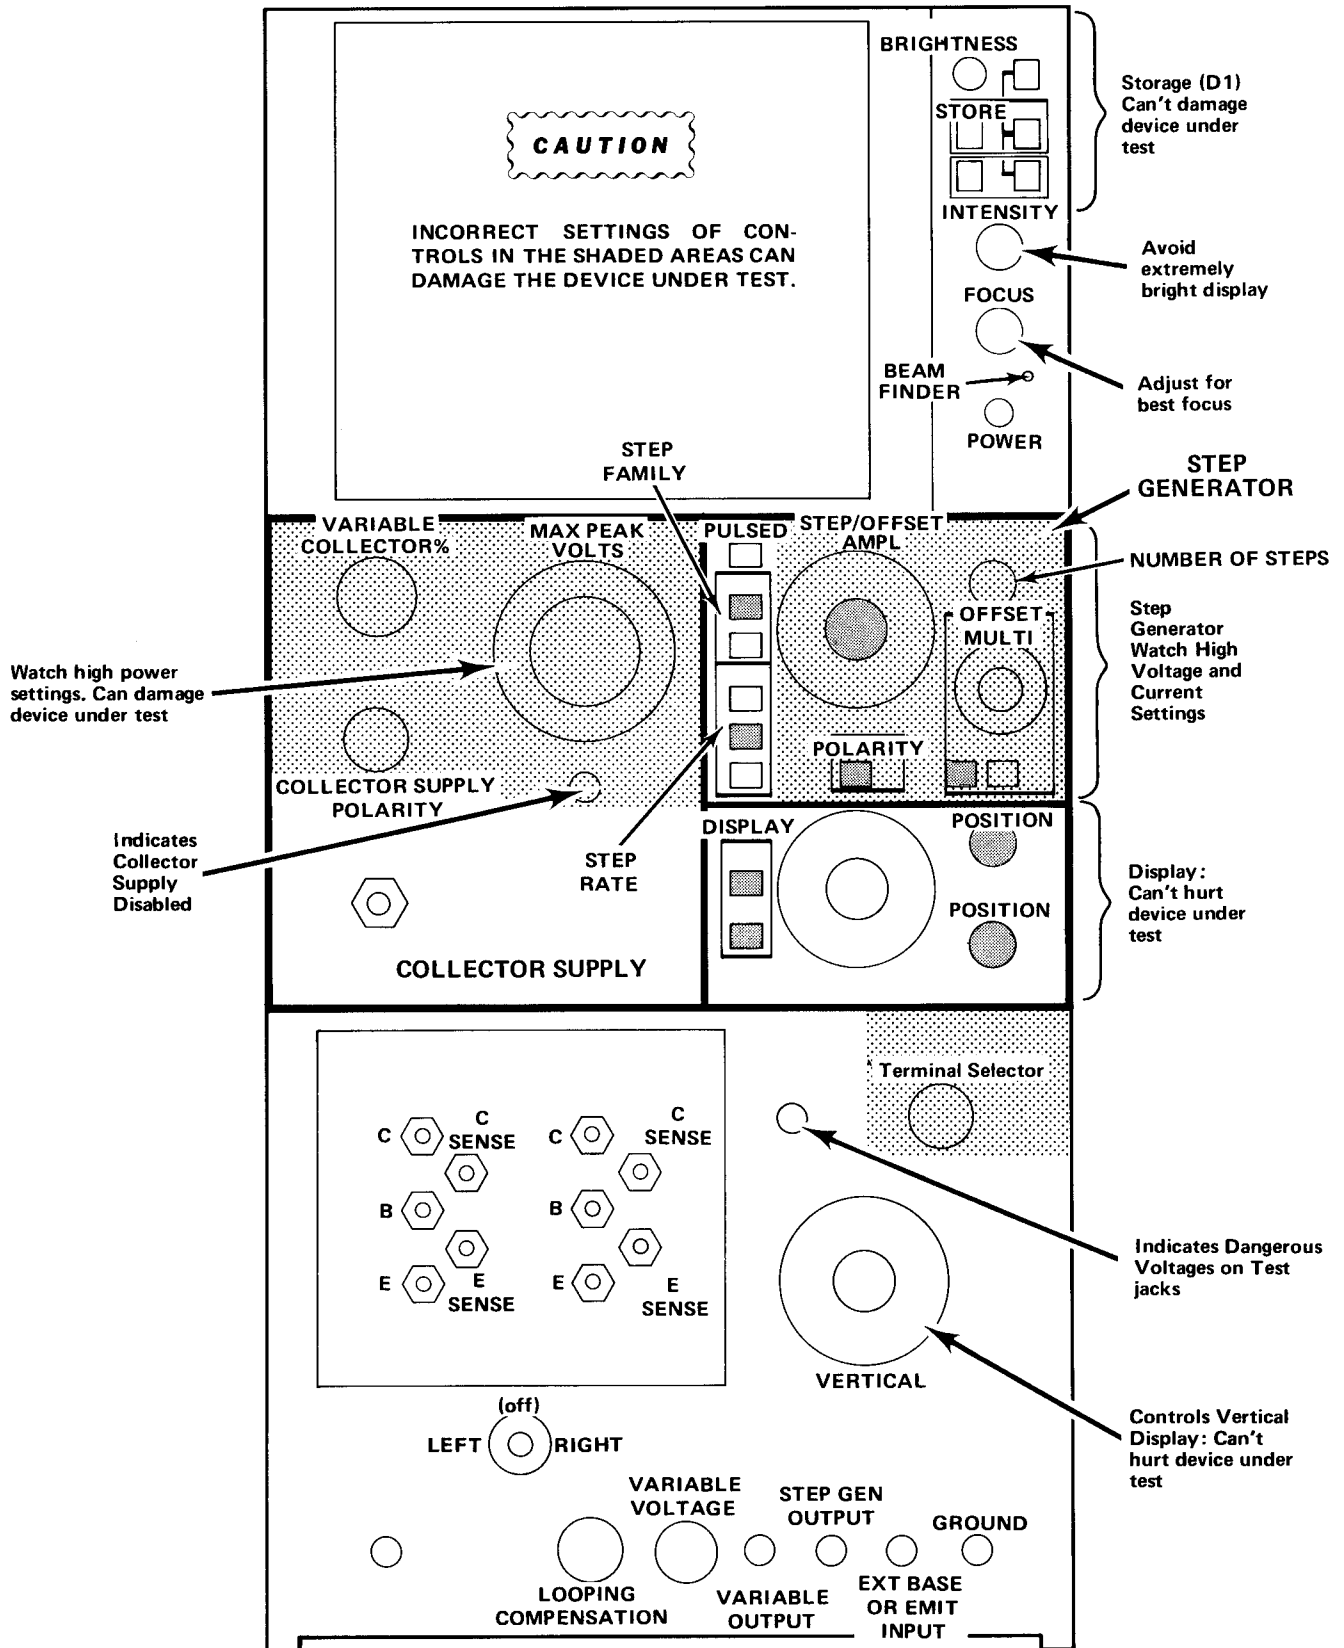 BRIGHTNESS
Storage (D1)
Can't damage
device under
test
STORE
CAUTION
INCORRECT SETTINGS OF CON-
TROLS IN THE SHADED AREAS CAN
DAMAGE THE DEVICE UNDER TEST.
INTENSITY
Avoid
extremely
bright display
FOCUS
BEAM
FINDER
Adjust for
best focus
POWER
STEP
FAMILY
STEP
GENERATOR
VARIABLE
COLLECTOR%
MAX PEAK
VOLTS
PULSED
STEP/OFFSET
AMPL
NUMBER OF STEPS
OFFSET
MULTI
Step
Generator
Watch High
Voltage and
Current
Settings
Watch high power
settings. Can damage
device under test
POLARITY
COLLECTOR SUPPLY
POLARITY
Indicates
Collector
Supply
Disabled
STEP
RATE
DISPLAY
POSITION
POSITION
Display:
Can't hurt
device under
test
COLLECTOR SUPPLY
Terminal Selector
C
C
SENSE
B
E
E
SENSE
C
C
SENSE
B
E
E
SENSE
Indicates Dangerous
Voltages on Test
jacks
VERTICAL
Controls Vertical
Display: Can't
hurt device under
test
(off)
LEFT
RIGHT
VARIABLE
VOLTAGE
STEP GEN
OUTPUT
GROUND
LOOPING
COMPENSATION
VARIABLE
OUTPUT
EXT BASE
OR EMIT
INPUT